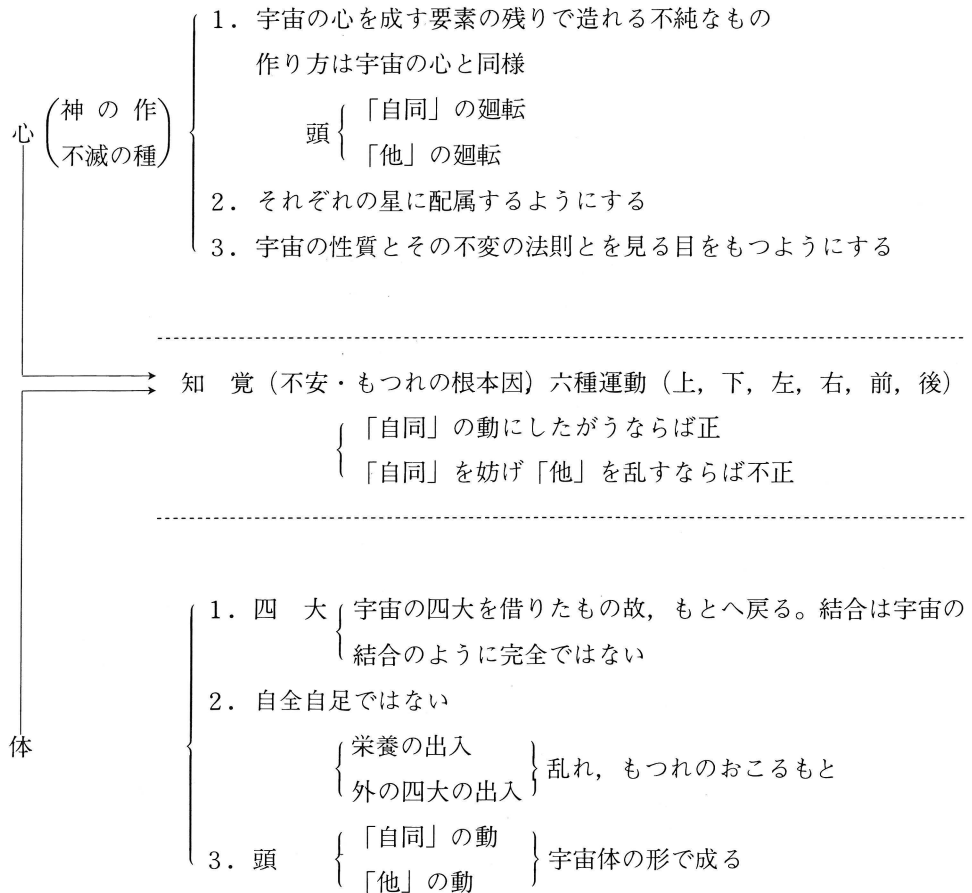 1．宇宙の心を成す要素の残りで造れる不純なもの
作り方は宇宙の心と同様
心（神の作
不滅の種）
頭｛「自同」の廻転
「他」の廻転
2．それぞれの星に配属するようにする
3．宇宙の性質とその不変の法則とを見る目をもつようにする
知　覚（不安・もつれの根本因）六種運動（上，下，左，右，前，後）
「自同」の動にしたがうならば正
「自同」を妨げ「他」を乱すならば不正
1．四　大｛宇宙の四大を借りたもの故，もとへ戻る。結合は宇宙の
結合のように完全ではない
2．自全自足ではない
体
栄養の出入
外の四大の出入｝乱れ，もつれのおこるもと
3．頭｛「自同」の動
「他」の動｝宇宙体の形で成る